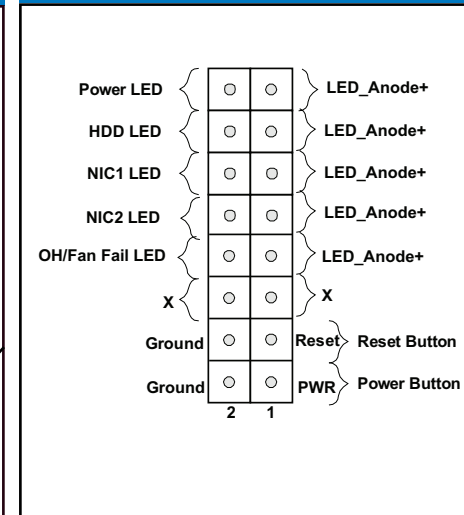 Power LED LED_Anode+
HDD LED LED_Anode+
NIC1 LED LED_Anode+
NIC2 LED LED_Anode+
OH/Fan Fail LED LED_Anode+
X X
Ground Reset Reset Button
Ground PWR Power Button
2 1